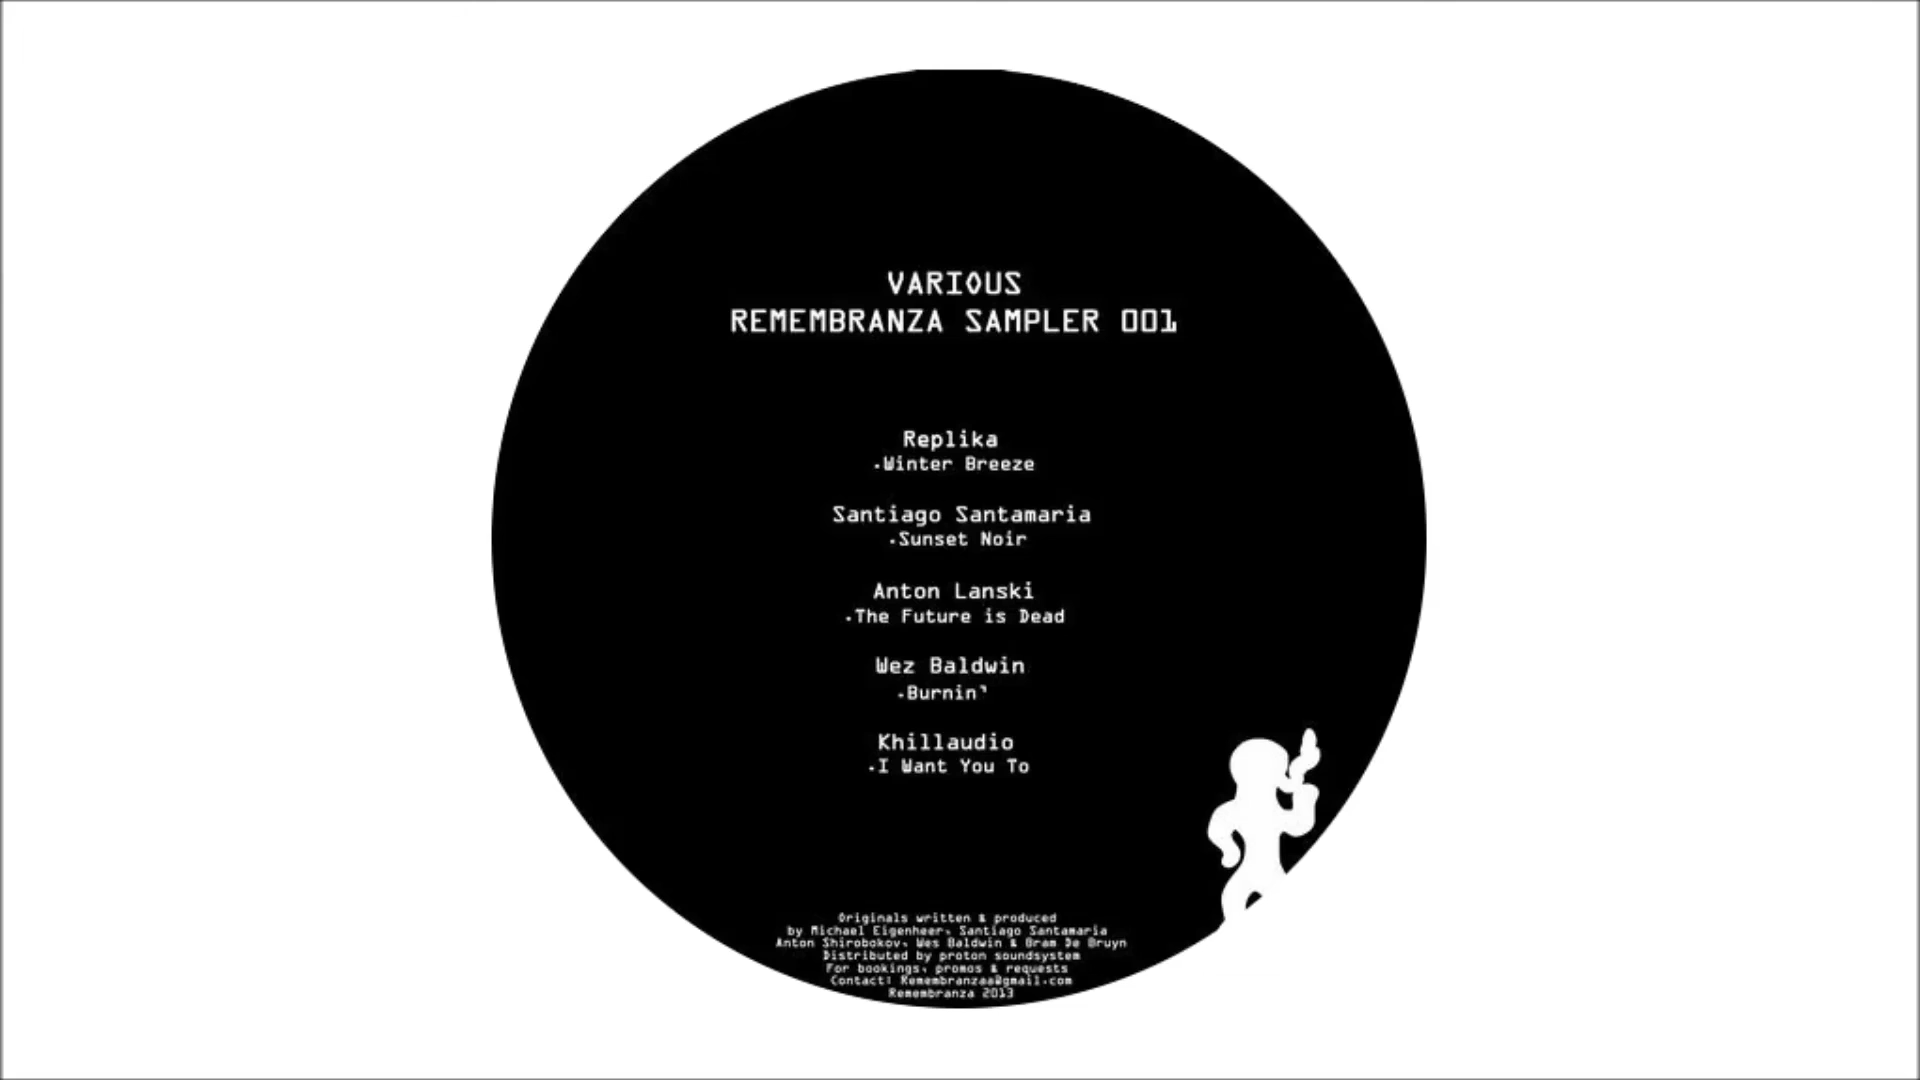 VARIOUS
REMEMBRANZA SAMPLER 001
Replika
.Winter Breeze
Santiago Santamaria
.Sunset Noir
Anton Lanski
.The Future is Dead
Wez Baldwin
.Burnin'
Khillaudio
.I Want You To
Originals written & produced
by Michael Eigenheer, Santiago Santamaria
Anton Shirobokov, Wes Baldwin & Bram De Bruyn
Distributed by proton soundsystem
For bookings, promos & requests
Contact: Remembranzaa@gmail.com
Remembranza 2013